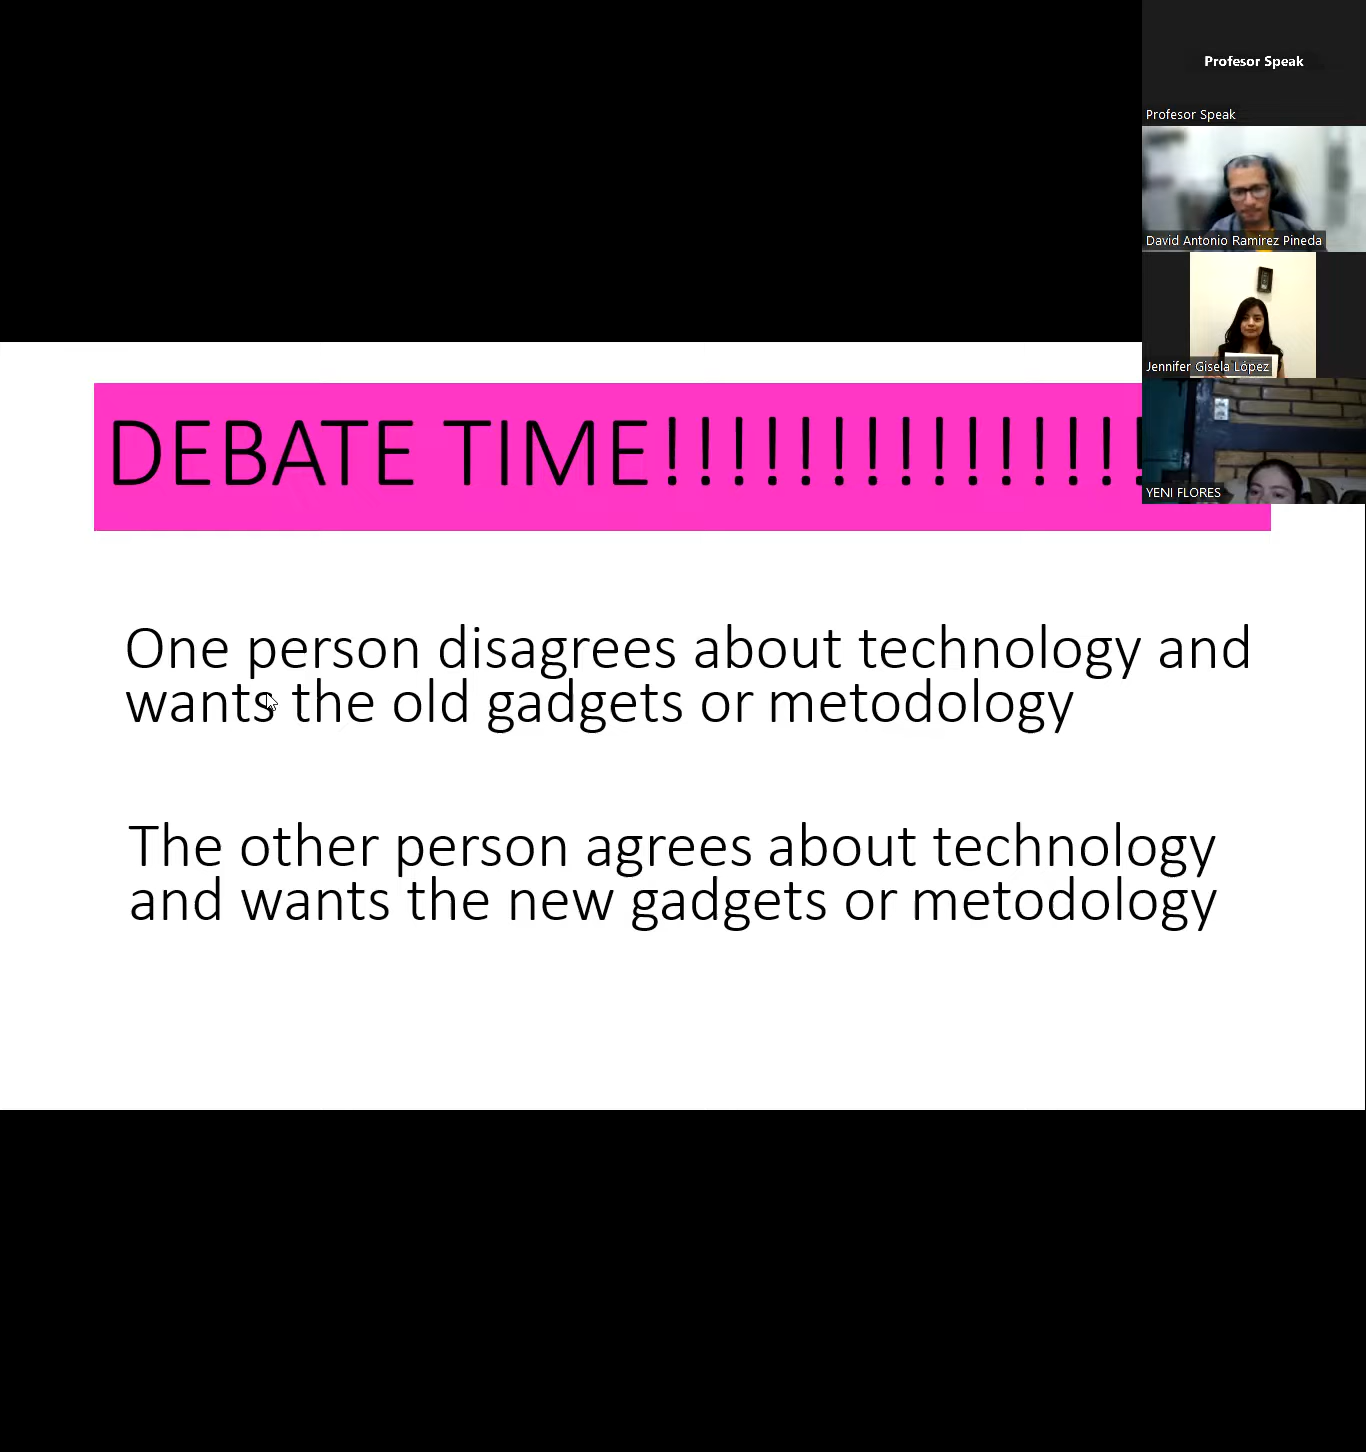 Profesor Speak
Profesor Speak
David Antonio Ramirez Pineda
Jennifer Gisela López
YENI FLORES
DEBATE TIME!!!!!!!!!!!!!!!
One person disagrees about technology and
wants the old gadgets or metodology
The other person agrees about technology
and wants the new gadgets or metodology